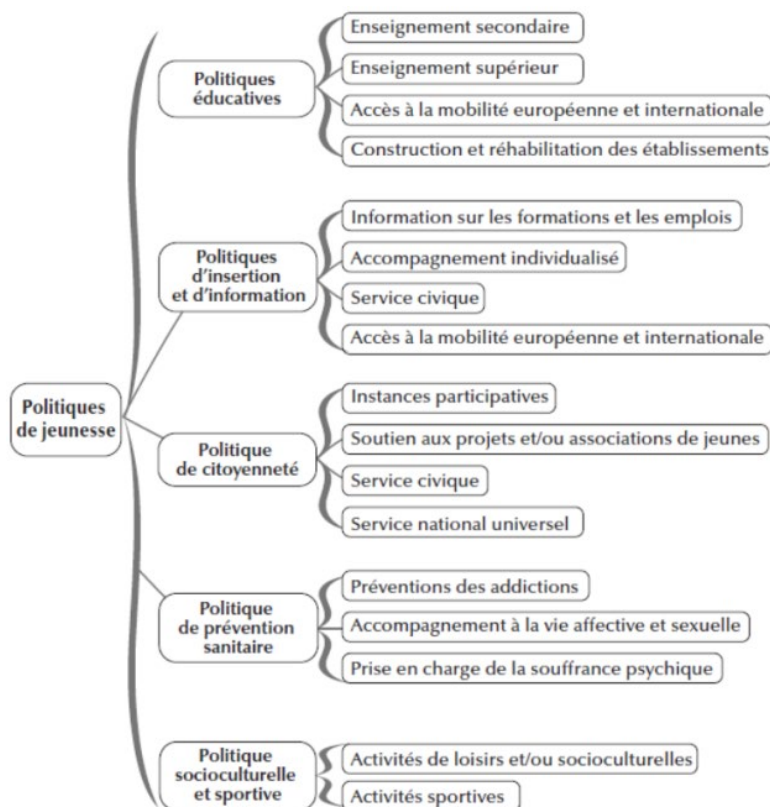 Politiques
de jeunesse
Politiques
éducatives
Enseignement secondaire
Enseignement supérieur
Accès à la mobilité européenne et internationale
Construction et réhabilitation des établissements
Politiques
d'insertion
et d'information
Information sur les formations et les emplois
Accompagnement individualisé
Service civique
Accès à la mobilité européenne et internationale
Politique
de citoyenneté
Instances participatives
Soutien aux projets et/ou associations de jeunes
Service civique
Service national universel
Politique
de prévention
sanitaire
Préventions des addictions
Accompagnement à la vie affective et sexuelle
Prise en charge de la souffrance psychique
Politique
socioculturelle
et sportive
Activités de loisirs et/ou socioculturelles
Activités sportives